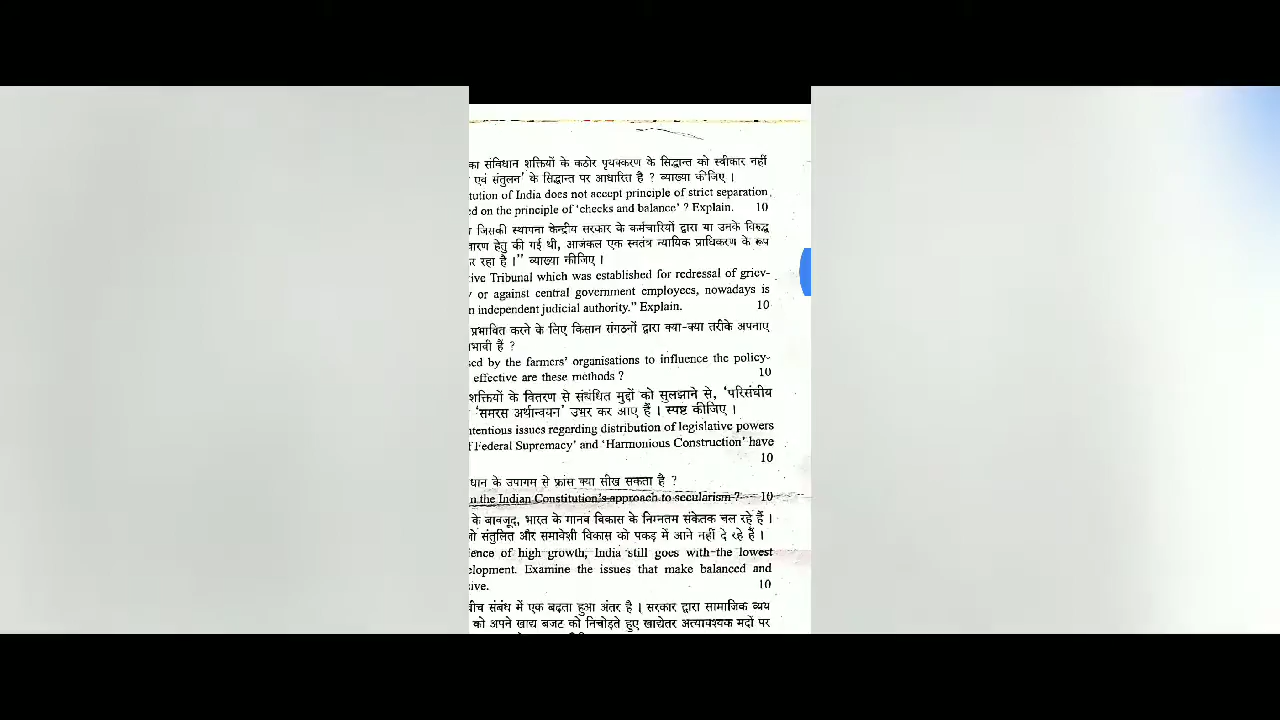 का संविधान शक्तियों के कठोर पृथक्करण के सिद्धान्त को स्वीकार नहीं
एवं संतुलन' के सिद्धान्त पर आधारित है ? व्याख्या कीजिए ।
tution of India does not accept principle of strict separation
ed on the principle of 'checks and balance' ? Explain. 10
जिसकी स्थापना केन्द्रीय सरकार के कर्मचारियों द्वारा या उनके विरुद्ध
ारण हेतु की गई थी, आजकल एक स्वतंत्र न्यायिक प्राधिकरण के रूप
र रहा है ।" व्याख्या कीजिए ।
ive Tribunal which was established for redressal of griev-
y or against central government employees, nowadays is
n independent judicial authority." Explain. 10
प्रभावित करने के लिए किसान संगठनों द्वारा क्या-क्या तरीके अपनाए
भावी हैं ?
sed by the farmers' organisations to influence the policy-
effective are these methods ? 10
शक्तियों के वितरण से संबंधित मुद्दों को सुलझाने से, 'परिसंघीय
'समरस अर्थान्वयन' उभर कर आए हैं । स्पष्ट कीजिए ।
ntentious issues regarding distribution of legislative powers
f Federal Supremacy' and 'Harmonious Construction' have
10
धान के उपागम से फ्रांस क्या सीख सकता है ?
n the Indian Constitution's approach to secularism ? 10
के बावजूद, भारत के मानव विकास के निम्नतम संकेतक चल रहे हैं ।
ो संतुलित और समावेशी विकास को पकड़ में आने नहीं दे रहे हैं ।
ience of high growth, India still goes with the lowest
elopment. Examine the issues that make balanced and
sive. 10
बीच संबंध में एक बढ़ता हुआ अंतर है । सरकार द्वारा सामाजिक व्यय
को अपने खाद्य बजट को निचोड़ते हुए खाद्येतर अत्यावश्यक मदों पर